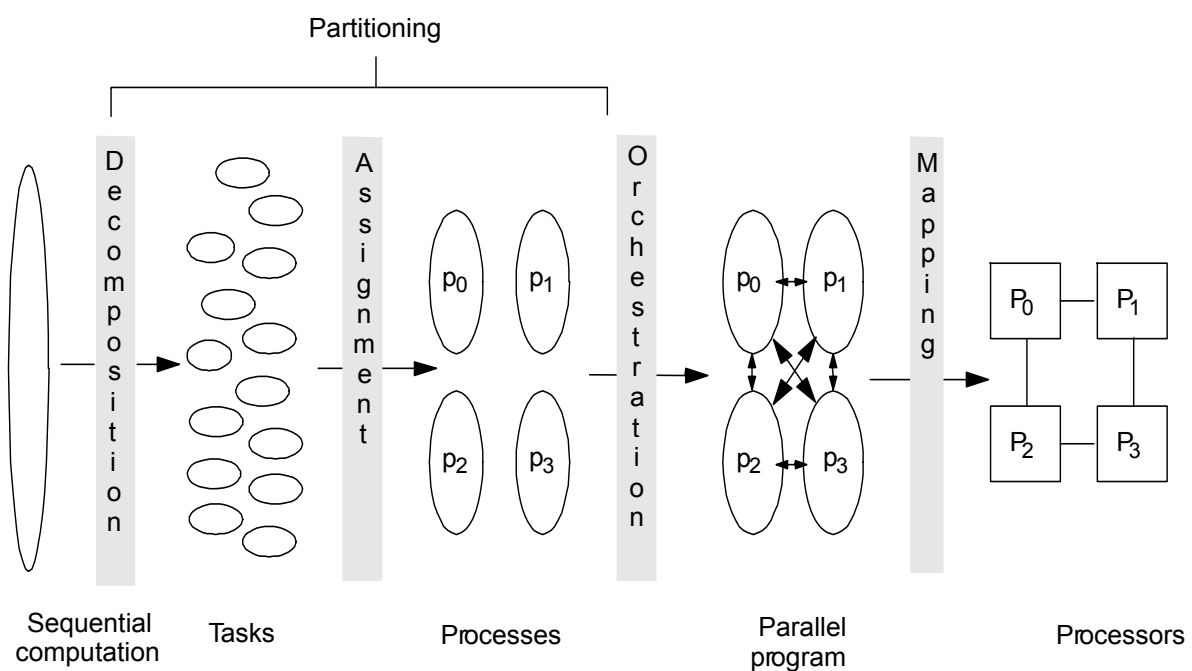 Partitioning
Decomposition
Assignment
Orchestration
Mapping
p0
p1
p2
p3
p0
p1
p2
p3
P0
P1
P2
P3
Sequential
computation
Tasks
Processes
Parallel
program
Processors